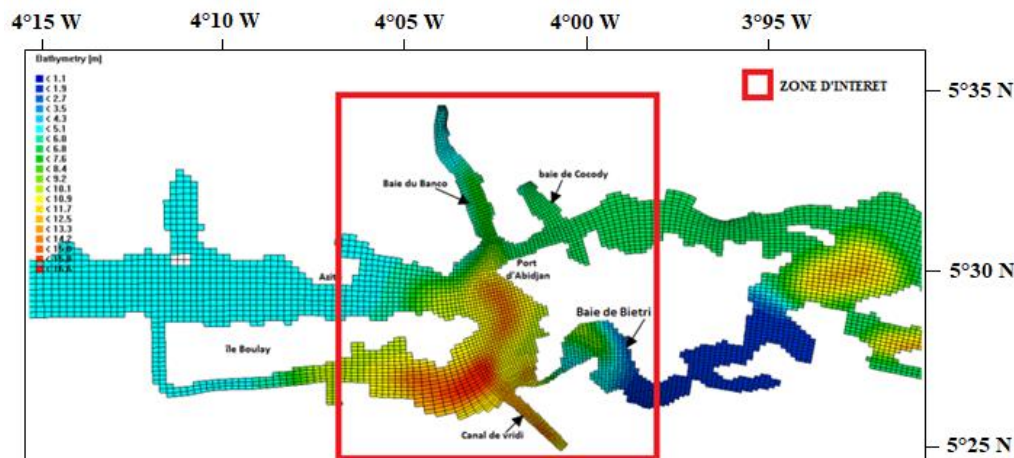 4°15 W 4°10 W 4°05 W 4°00 W 3°95 W
Bathymetry [m]
< 1.1
< 1.9
< 2.7
< 3.5
< 4.3
< 5.1
< 6.0
< 6.8
< 7.6
< 8.4
< 9.2
< 10.1
< 10.9
< 11.7
< 12.5
< 13.3
< 14.2
ZONE D'INTERET
5°35 N
Baie du Banco
baie de Cocody
Port
d'Abidjan
5°30 N
Baie de Bietri
île Boulay
Canal de vridi
5°25 N